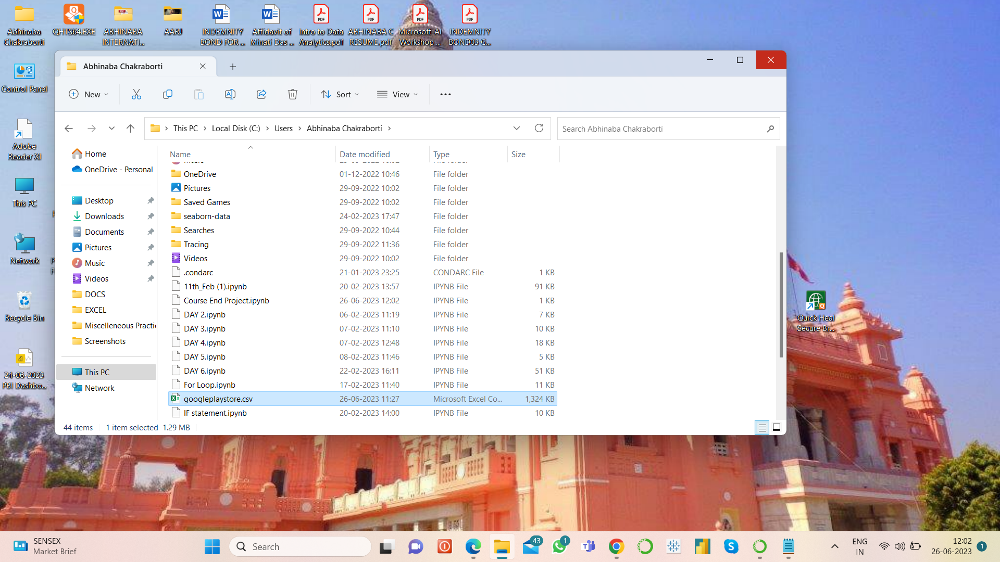 Abhinaba
Chakraborti
QHTS64.EXE
ABHINABA
INTERNATI...
AARJ
INDEMNITY
BOND FOR ...
Affidavit of
Minati Das ...
Intro to Data
Analytics.pdf
ABHINABA C
RESUME.pdf
Microsoft-AI
Workshop ...
INDEMNITY
BOND03 G...
Control Panel
Adobe
Reader XI
This PC
Network
Recycle Bin
24-06-2023
PBI Dashbo...
Quick Heal
Secure Br...
Abhinaba Chakraborti
New
Sort
View
This PC > Local Disk (C:) > Users > Abhinaba Chakraborti >
Search Abhinaba Chakraborti
Home
OneDrive - Personal
Desktop
Downloads
Documents
Pictures
Music
Videos
DOCS
EXCEL
Miscelleneous Practic
Screenshots
This PC
Network
Name Date modified Type Size
OneDrive 01-12-2022 10:46 File folder
Pictures 29-09-2022 10:02 File folder
Saved Games 29-09-2022 10:02 File folder
seaborn-data 24-02-2023 17:47 File folder
Searches 29-09-2022 10:44 File folder
Tracing 29-09-2022 11:36 File folder
Videos 29-09-2022 10:02 File folder
.condarc 21-01-2023 23:25 CONDARC File 1 KB
11th_Feb (1).ipynb 20-02-2023 13:57 IPYNB File 91 KB
Course End Project.ipynb 26-06-2023 12:02 IPYNB File 1 KB
DAY 2.ipynb 06-02-2023 11:19 IPYNB File 7 KB
DAY 3.ipynb 07-02-2023 11:10 IPYNB File 10 KB
DAY 4.ipynb 07-02-2023 12:48 IPYNB File 18 KB
DAY 5.ipynb 08-02-2023 11:46 IPYNB File 5 KB
DAY 6.ipynb 22-02-2023 16:11 IPYNB File 51 KB
For Loop.ipynb 17-02-2023 11:40 IPYNB File 11 KB
googleplaystore.csv 26-06-2023 11:27 Microsoft Excel Co... 1,324 KB
IF statement.ipynb 20-02-2023 14:00 IPYNB File 10 KB
44 items 1 item selected 1.29 MB
SENSEX
Market Brief
Search
43
1
ENG
IN
12:02
26-06-2023
1